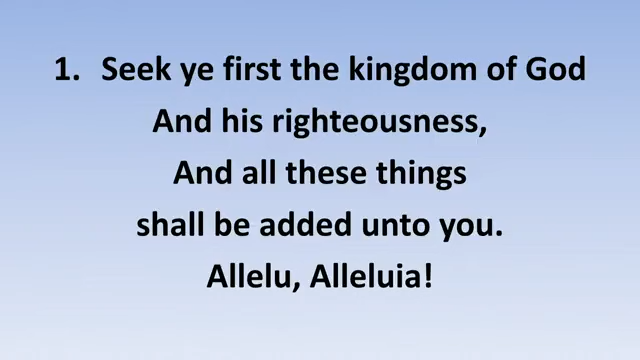 1. Seek ye first the kingdom of God
And his righteousness,
And all these things
shall be added unto you.
Allelu, Alleluia!